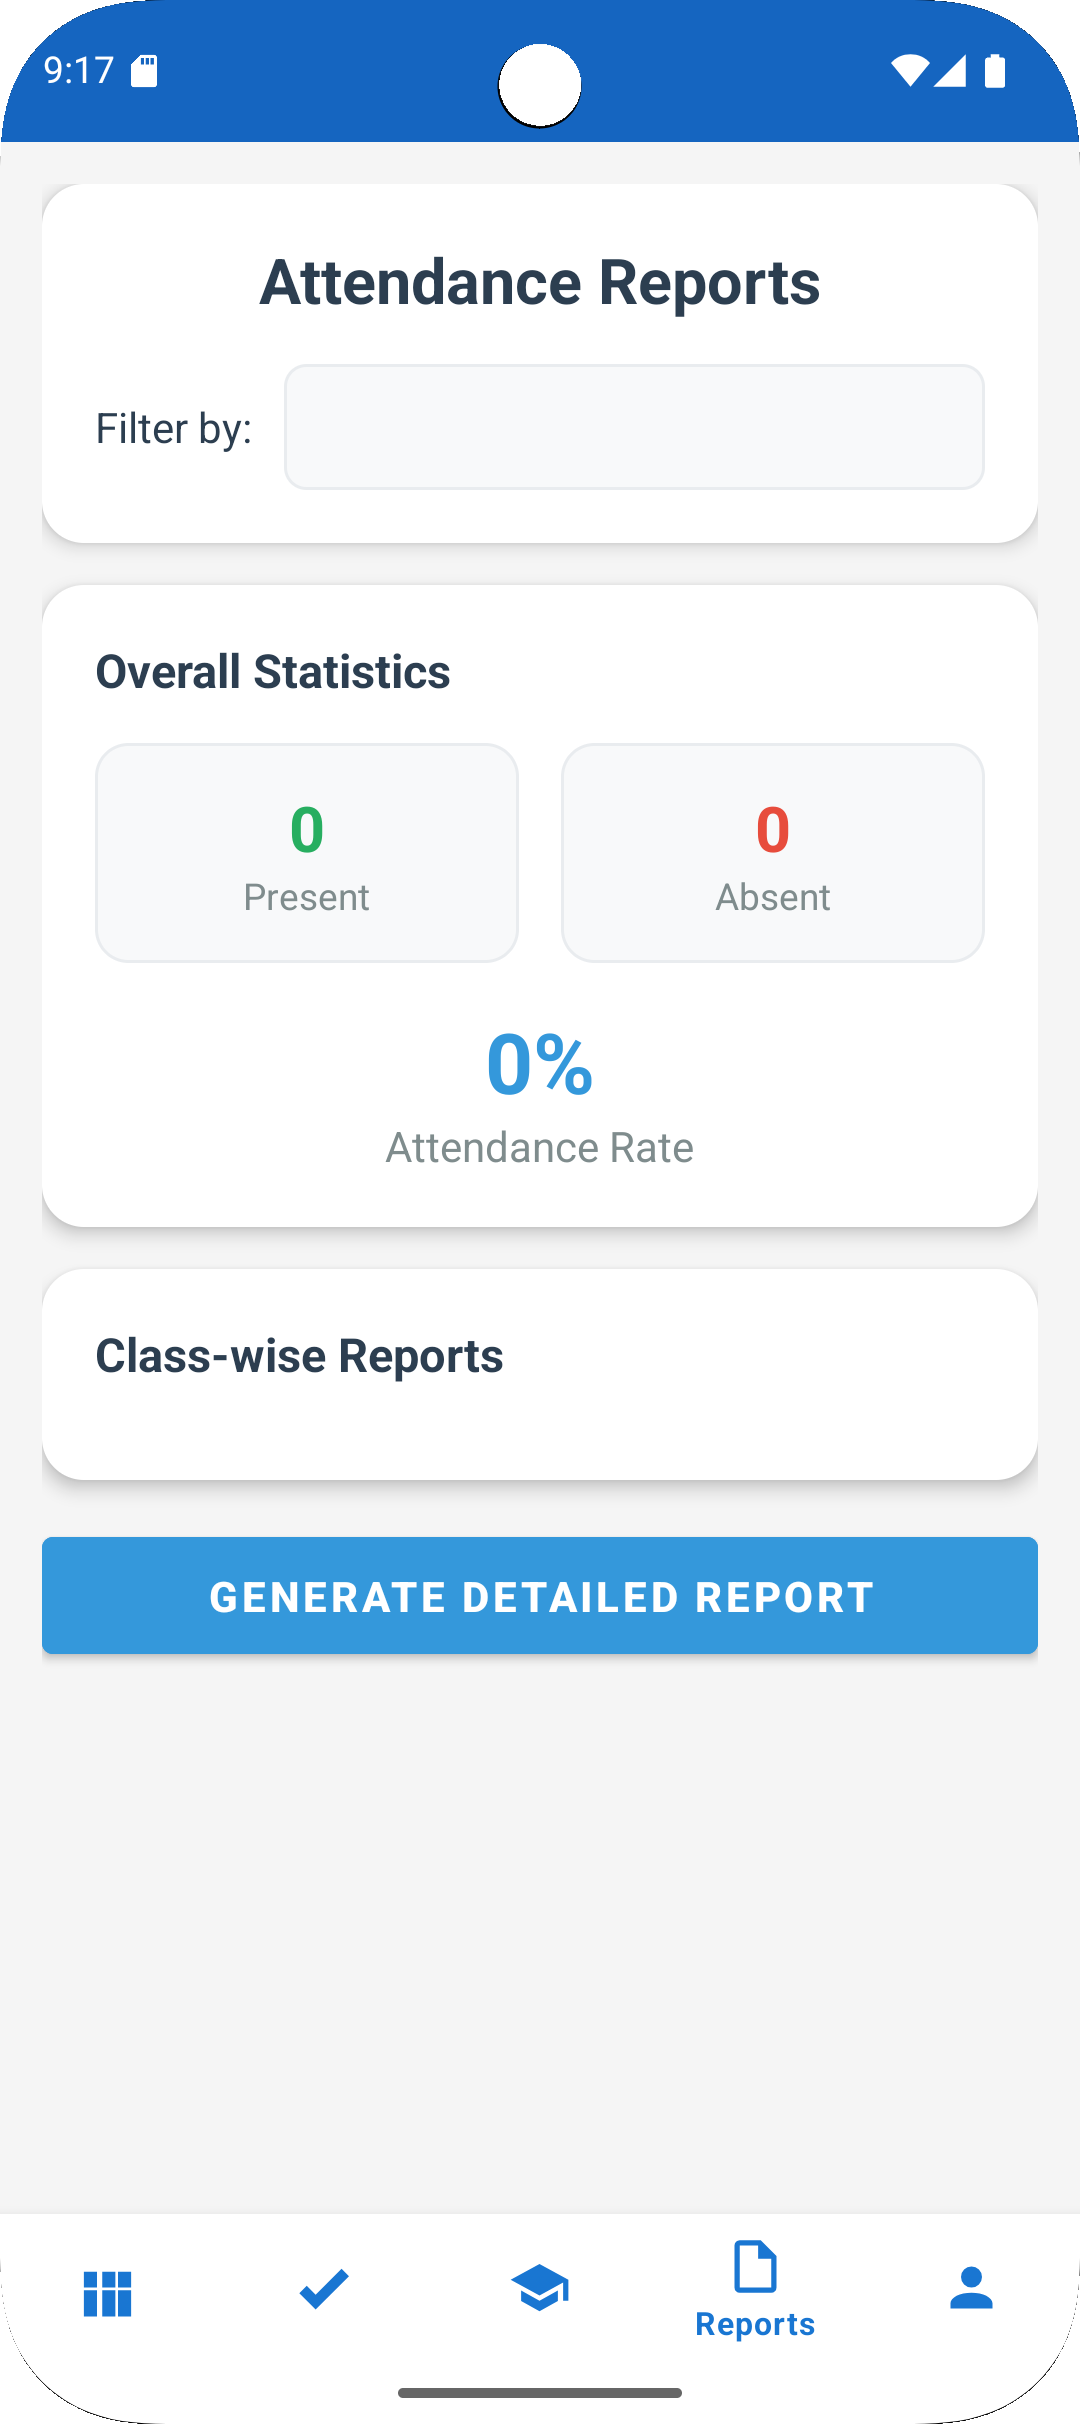 9:17
Attendance Reports
Filter by:
Overall Statistics
0
Present
0
Absent
0%
Attendance Rate
Class-wise Reports
GENERATE DETAILED REPORT
Reports